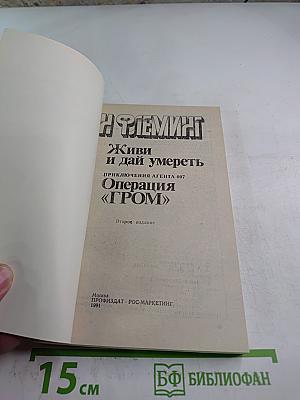 Н ФЛЕМИНГ
Живи
и дай умереть
ПРИКЛЮЧЕНИЯ АГЕНТА 007
Операция
«ГРОМ»
Второе издание
Москва
ПРОФИЗДАТ · РОС-МАРКЕТИНГ
1991
15 см
БФ БИБЛИОФАН